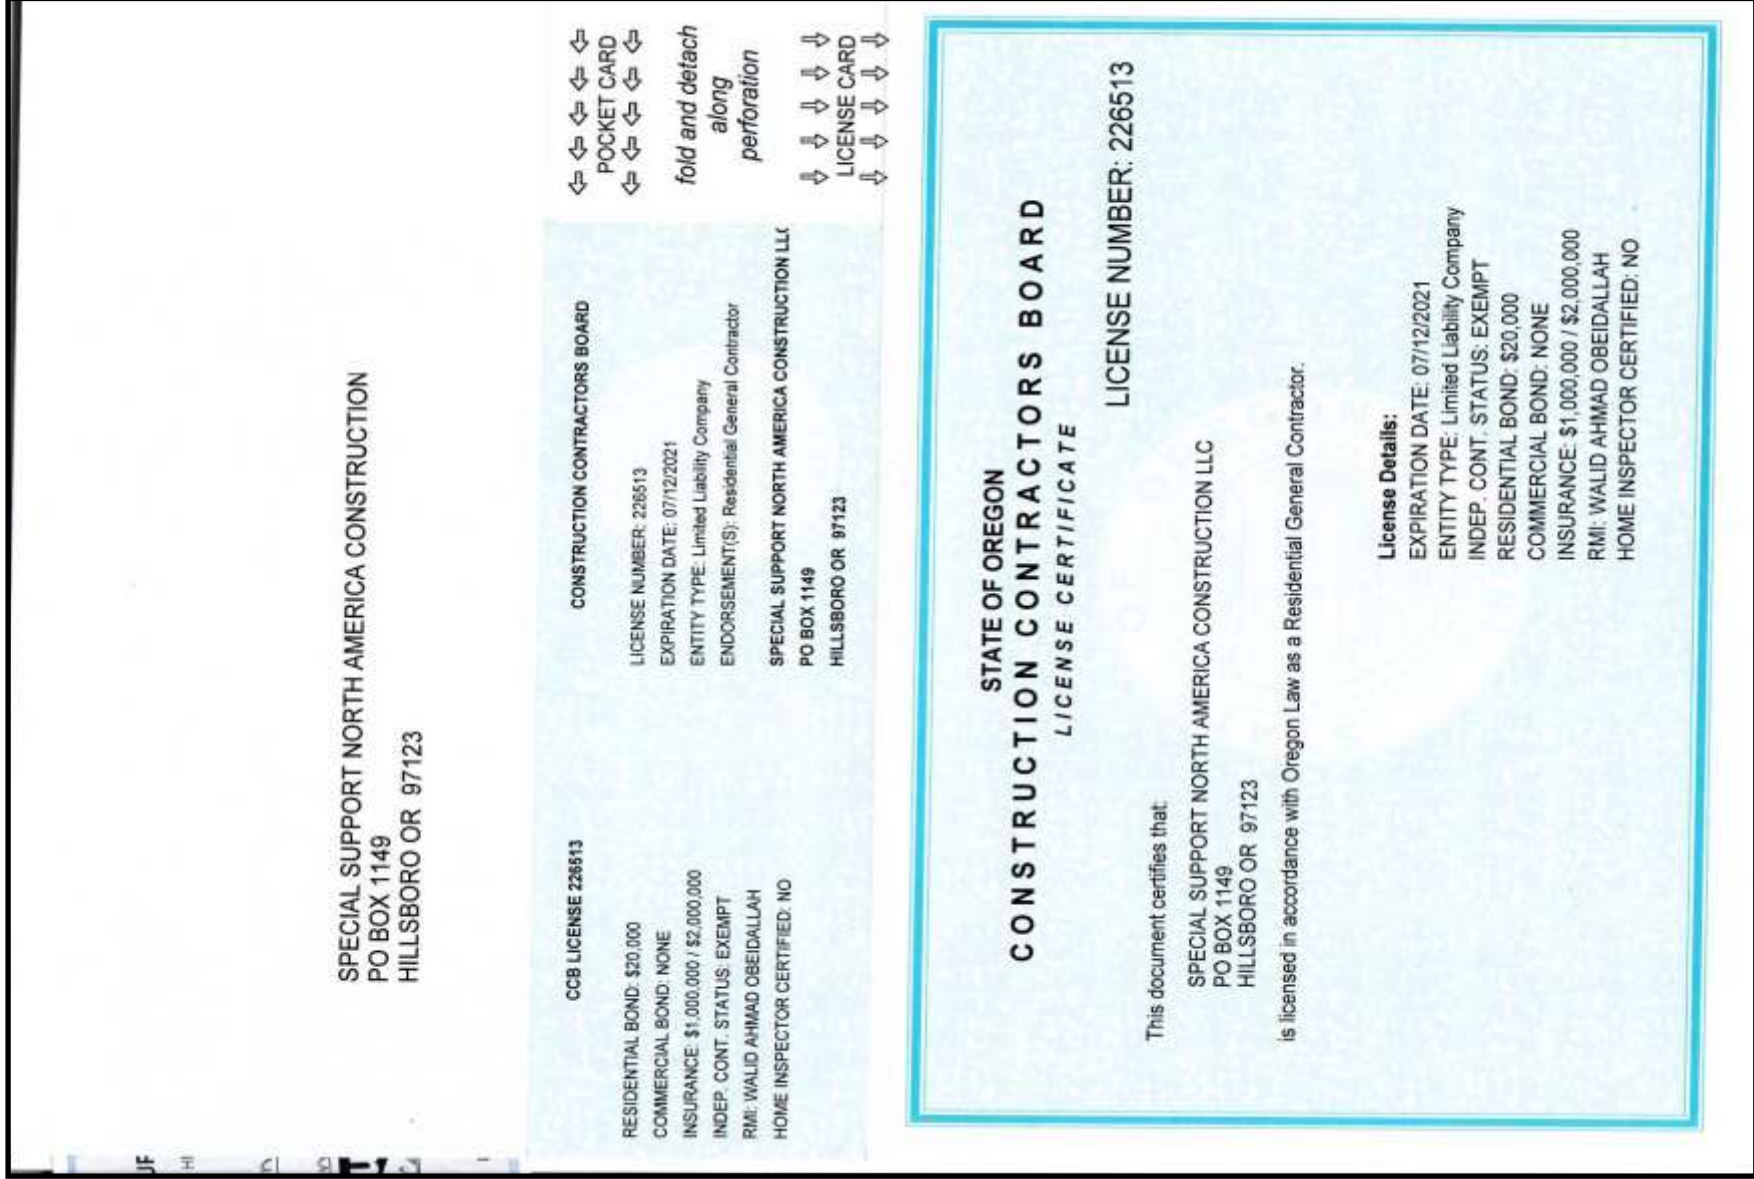 SPECIAL SUPPORT NORTH AMERICA CONSTRUCTION
PO BOX 1149
HILLSBORO OR 97123
CCB LICENSE 226513
RESIDENTIAL BOND: $20,000
COMMERCIAL BOND: NONE
INSURANCE: $1,000,000 / $2,000,000
INDEP. CONT. STATUS: EXEMPT
RMI: WALID AHMAD OBEIDALLAH
HOME INSPECTOR CERTIFIED: NO
CONSTRUCTION CONTRACTORS BOARD
LICENSE NUMBER: 226513
EXPIRATION DATE: 07/12/2021
ENTITY TYPE: Limited Liability Company
ENDORSEMENT(S): Residential General Contractor
SPECIAL SUPPORT NORTH AMERICA CONSTRUCTION LLC
PO BOX 1149
HILLSBORO OR 97123
POCKET CARD
fold and detach
along
perforation
LICENSE CARD
STATE OF OREGON
CONSTRUCTION CONTRACTORS BOARD
LICENSE CERTIFICATE
LICENSE NUMBER: 226513
This document certifies that:
SPECIAL SUPPORT NORTH AMERICA CONSTRUCTION LLC
PO BOX 1149
HILLSBORO OR 97123
is licensed in accordance with Oregon Law as a Residential General Contractor.
License Details:
EXPIRATION DATE: 07/12/2021
ENTITY TYPE: Limited Liability Company
INDEP. CONT. STATUS: EXEMPT
RESIDENTIAL BOND: $20,000
COMMERCIAL BOND: NONE
INSURANCE: $1,000,000 / $2,000,000
RMI: WALID AHMAD OBEIDALLAH
HOME INSPECTOR CERTIFIED: NO